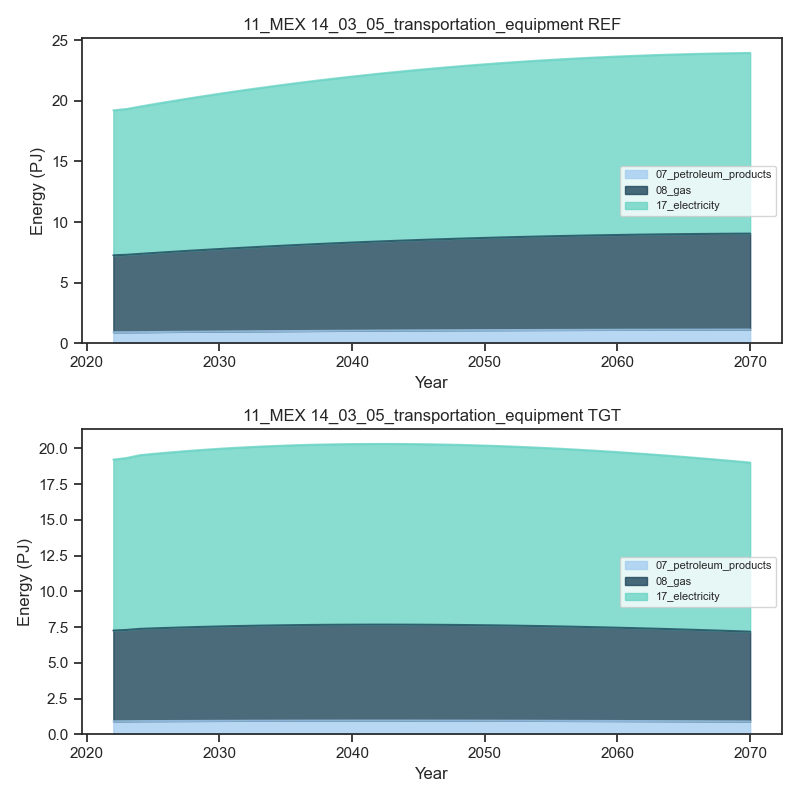 11_MEX 14_03_05_transportation_equipment REF
25
20
15
10
5
0
Energy (PJ)
07_petroleum_products
08_gas
17_electricity
2020 2030 2040 2050 2060 2070
Year
11_MEX 14_03_05_transportation_equipment TGT
20.0
17.5
15.0
12.5
10.0
7.5
5.0
2.5
0.0
Energy (PJ)
07_petroleum_products
08_gas
17_electricity
2020 2030 2040 2050 2060 2070
Year